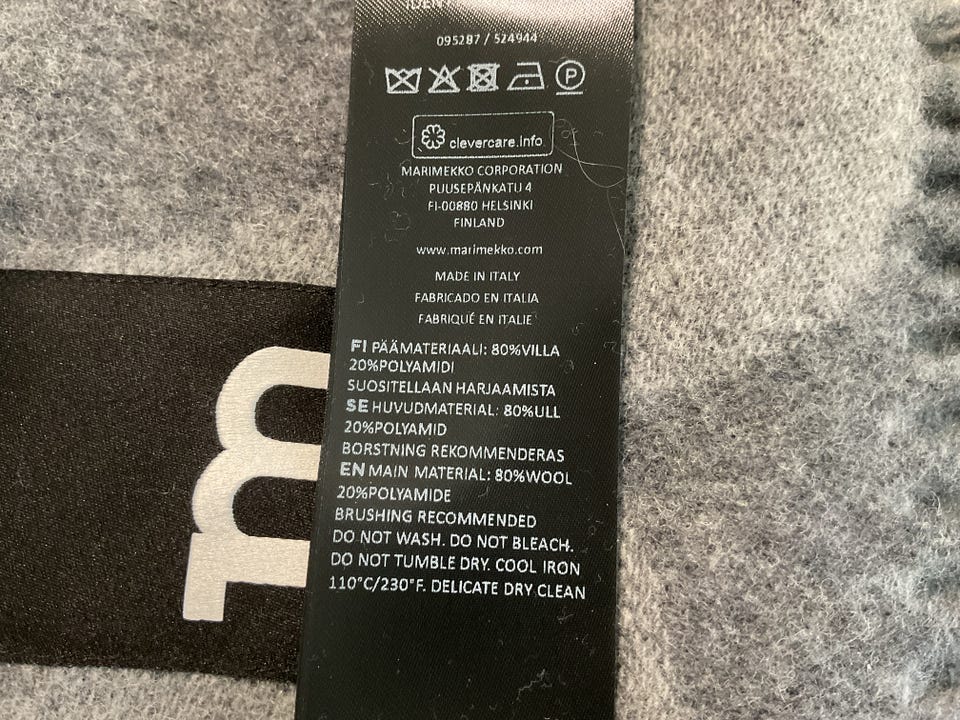 095287 / 524944
P
clevercare.info
MARIMEKKO CORPORATION
PUUSEPÄNKATU 4
FI-00880 HELSINKI
FINLAND
www.marimekko.com
MADE IN ITALY
FABRICADO EN ITALIA
FABRIQUÉ EN ITALIE
FI PÄÄMATERIAALI: 80%VILLA
20%POLYAMIDI
SUOSITELLAAN HARJAAMISTA
SE HUVUDMATERIAL: 80%ULL
20%POLYAMID
BORSTNING REKOMMENDERAS
EN MAIN MATERIAL: 80%WOOL
20%POLYAMIDE
BRUSHING RECOMMENDED
DO NOT WASH. DO NOT BLEACH.
DO NOT TUMBLE DRY. COOL IRON
110°C/230°F. DELICATE DRY CLEAN
m